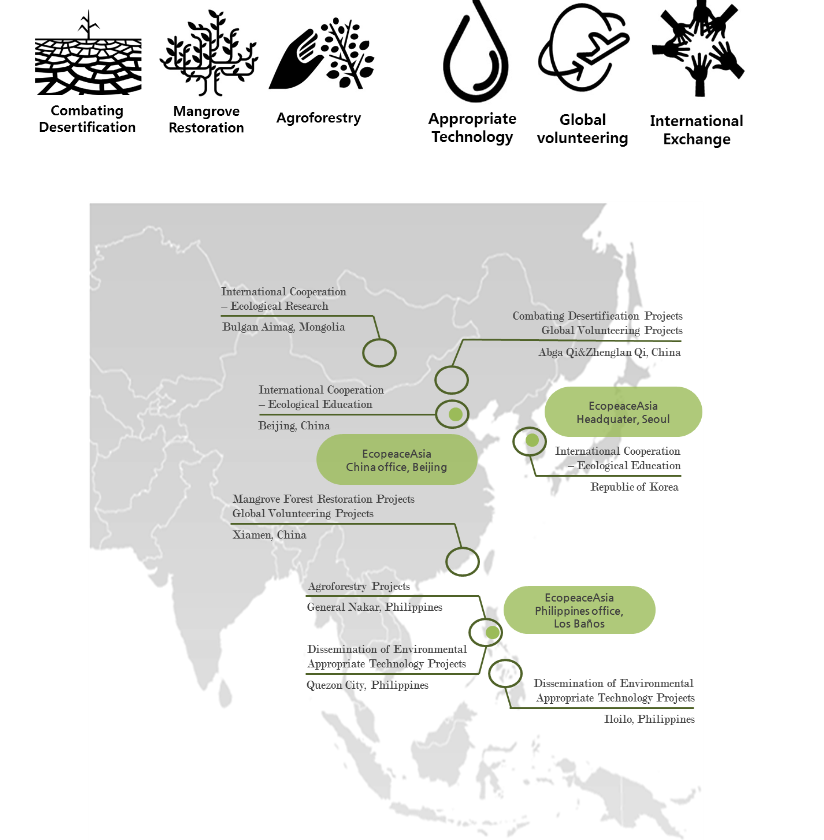 Combating
Desertification
Mangrove
Restoration
Agroforestry
Appropriate
Technology
Global
volunteering
International
Exchange
International Cooperation
– Ecological Research
Bulgan Aimag, Mongolia
Combating Desertification Projects
Global Volunteering Projects
Abga Qi&Zhenglan Qi, China
International Cooperation
– Ecological Education
Beijing, China
EcopeaceAsia
Headquater, Seoul
EcopeaceAsia
China office, Beijing
International Cooperation
– Ecological Education
Republic of Korea
Mangrove Forest Restoration Projects
Global Volunteering Projects
Xiamen, China
Agroforestry Projects
General Nakar, Philippines
EcopeaceAsia
Philippines office,
Los Baños
Dissemination of Environmental
Appropriate Technology Projects
Quezon City, Philippines
Dissemination of Environmental
Appropriate Technology Projects
Iloilo, Philippines